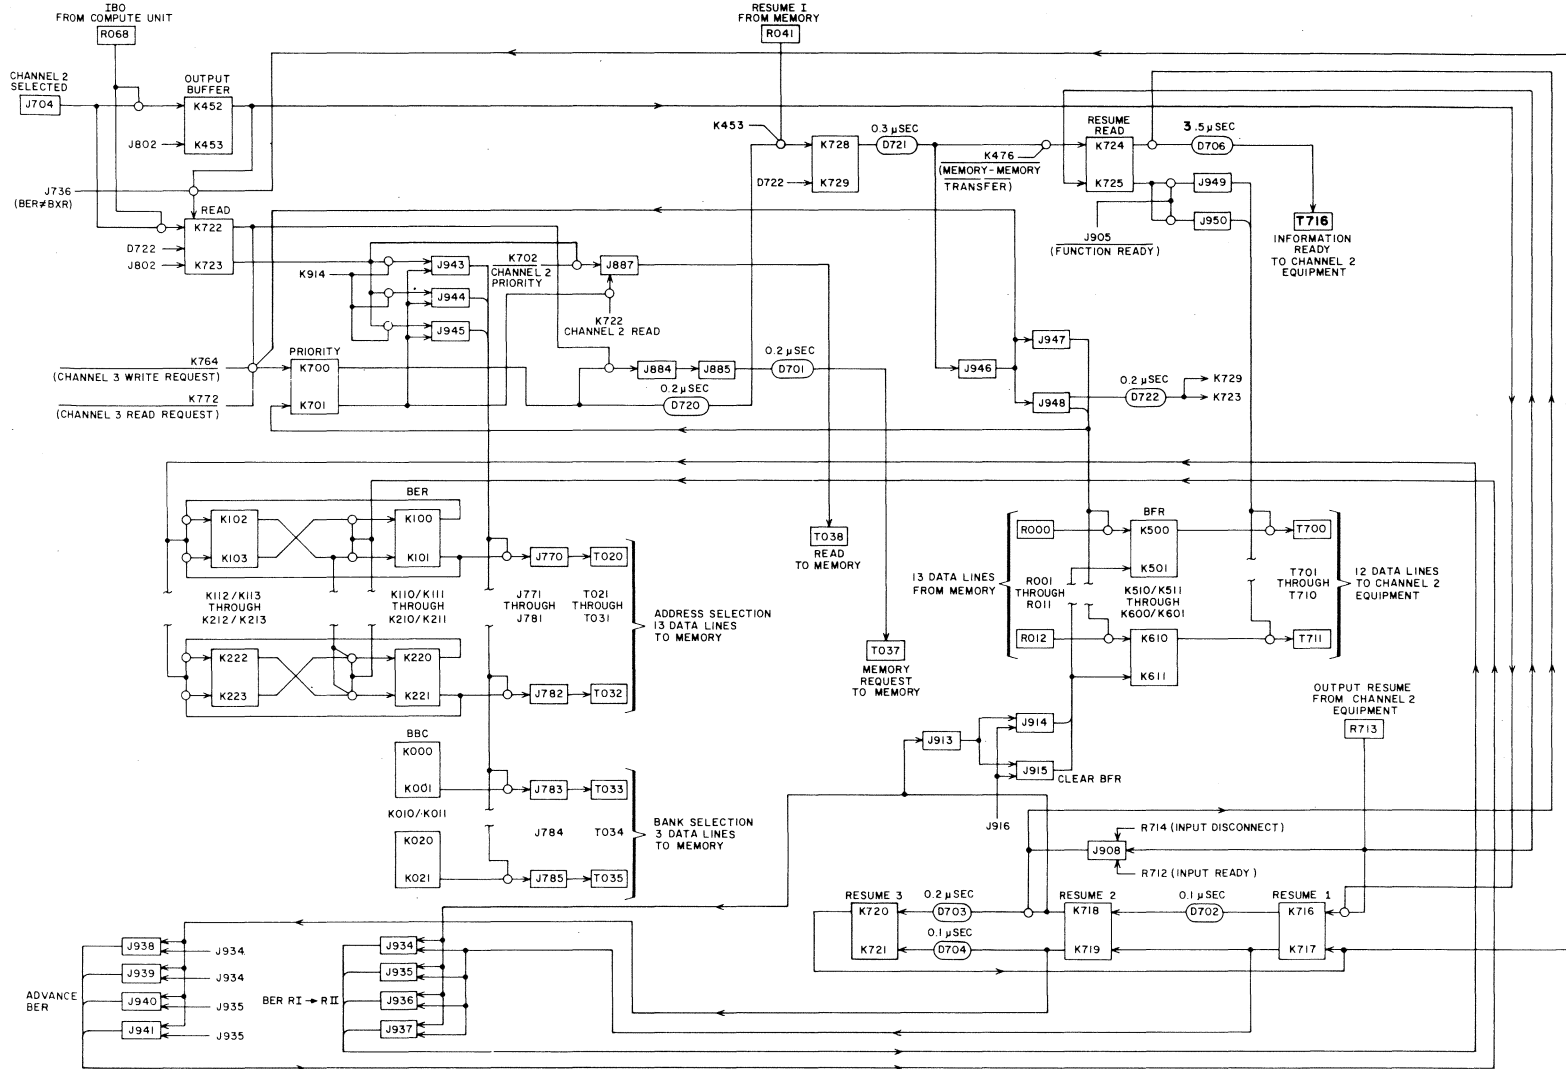 IBO
FROM COMPUTE UNIT
R068
RESUME I
FROM MEMORY
R041
CHANNEL 2
SELECTED
J704
OUTPUT
BUFFER
K452
K453
J802
K453
0.3 µSEC
D721
K728
K729
D722
K476
(MEMORY-MEMORY
TRANSFER)
RESUME
READ
K724
K725
3.5 µSEC
D706
J949
J950
J905
(FUNCTION READY)
T716
INFORMATION
READY
TO CHANNEL 2
EQUIPMENT
J736
(BER≠BXR)
READ
K722
K723
D722
J802
K914
J943
J944
J945
K702
CHANNEL 2
PRIORITY
J887
K722
CHANNEL 2 READ
K764
(CHANNEL 3 WRITE REQUEST)
K772
(CHANNEL 3 READ REQUEST)
PRIORITY
K700
K701
J884
J885
0.2 µSEC
D701
0.2 µSEC
D720
J946
J947
J948
0.2 µSEC
D722
K729
K723
BER
K102
K103
K100
K101
J770
T020
K112/K113
THROUGH
K212/K213
K110/K111
THROUGH
K210/K211
J771
THROUGH
J781
T021
THROUGH
T031
ADDRESS SELECTION
13 DATA LINES
TO MEMORY
K222
K223
K220
K221
J782
T032
T038
READ
TO MEMORY
T037
MEMORY
REQUEST
TO MEMORY
13 DATA LINES
FROM MEMORY
R000
R001
THROUGH
R011
R012
BFR
K500
K501
K510/K511
THROUGH
K600/K601
K610
K611
T700
T701
THROUGH
T710
T711
12 DATA LINES
TO CHANNEL 2
EQUIPMENT
BBC
K000
K001
K010/K011
K020
K021
J783
T033
J784
T034
J785
T035
BANK SELECTION
3 DATA LINES
TO MEMORY
J913
J914
J915
CLEAR BFR
J916
OUTPUT RESUME
FROM CHANNEL 2
EQUIPMENT
R713
R714 (INPUT DISCONNECT)
J908
R712 (INPUT READY)
RESUME 3
K720
K721
0.2 µSEC
D703
0.1 µSEC
D704
RESUME 2
K718
K719
0.1 µSEC
D702
RESUME 1
K716
K717
ADVANCE
BER
J938
J934
J939
J934
J940
J935
J941
J935
BER RI → RII
J934
J935
J936
J937